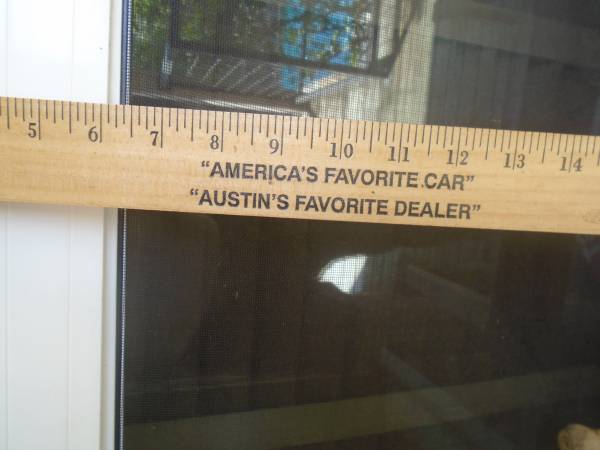 5 6 7 8 9 10 11 12 13 14
"AMERICA'S FAVORITE CAR"
"AUSTIN'S FAVORITE DEALER"